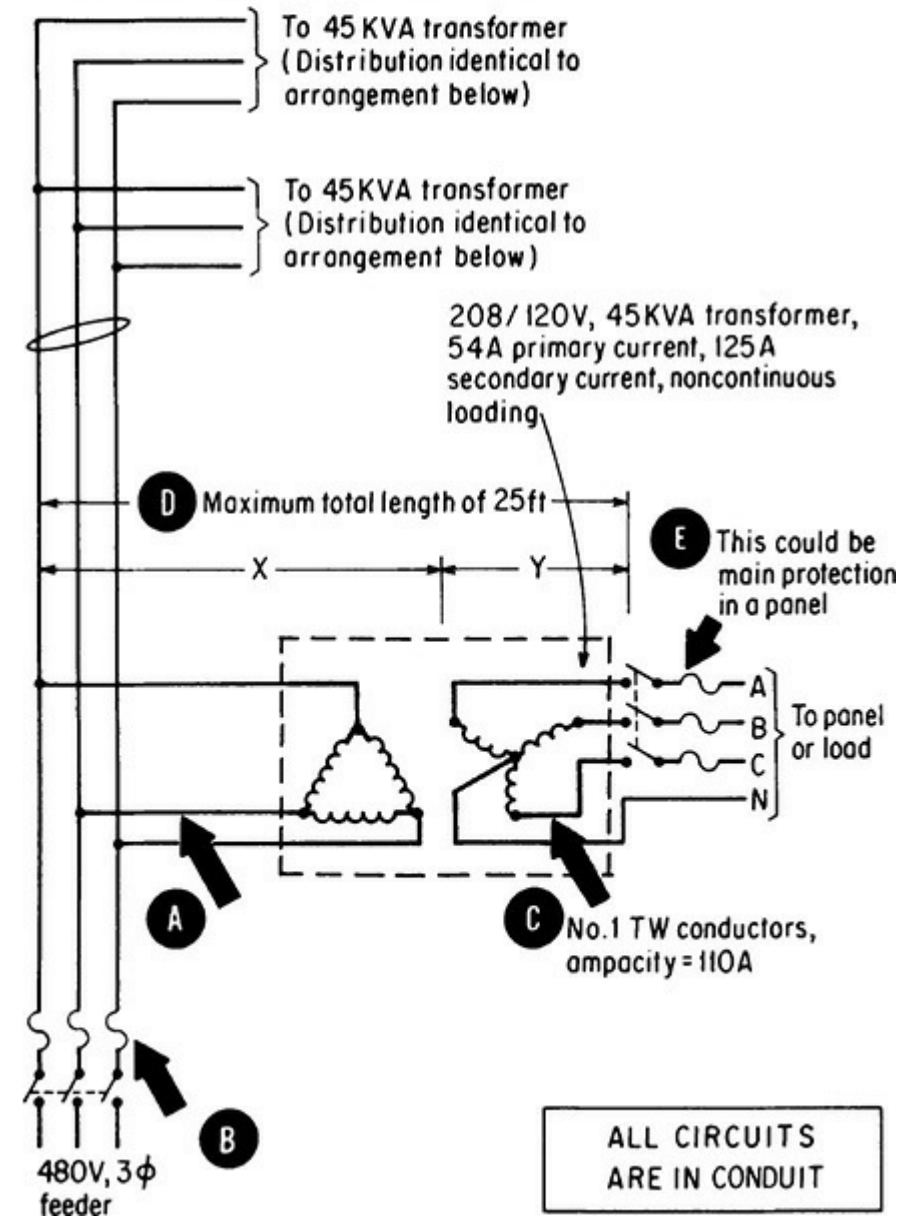 To 45 KVA transformer
(Distribution identical to
arrangement below)
To 45KVA transformer
(Distribution identical to
arrangement below)
208/120V, 45KVA transformer,
54A primary current, 125A
secondary current, noncontinuous
loading
D Maximum total length of 25ft
E This could be
main protection
in a panel
X
Y
A
B
C
N
To panel
or load
A
C
No.1 TW conductors,
ampacity=110A
B
480V, 3ϕ
feeder
ALL CIRCUITS
ARE IN CONDUIT